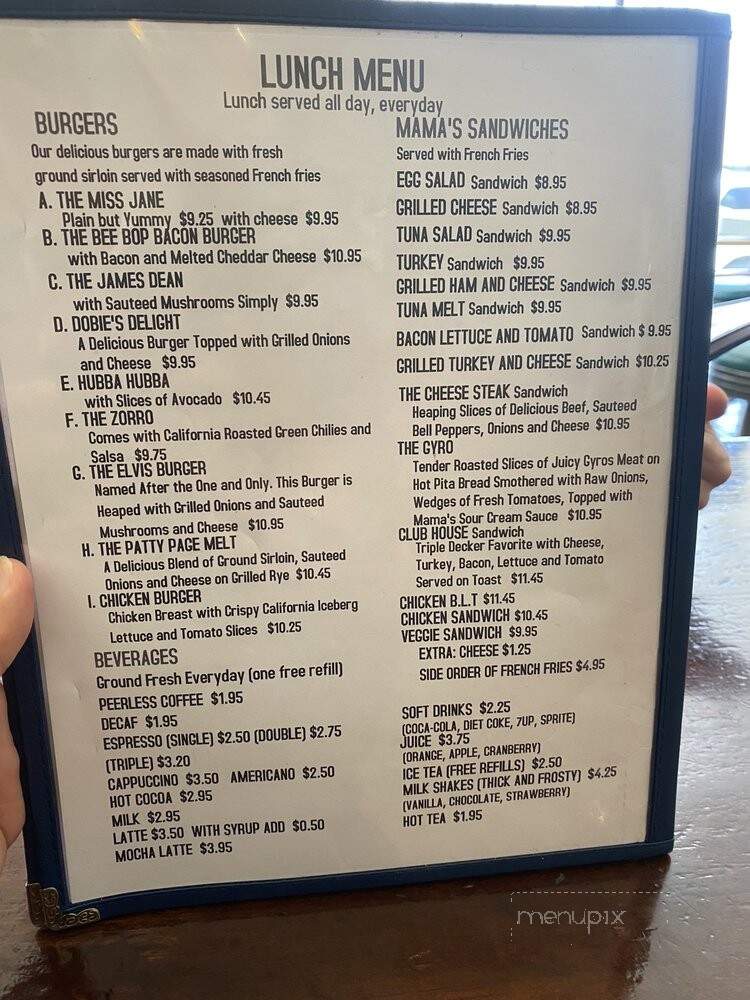 LUNCH MENU
Lunch served all day, everyday
BURGERS
Our delicious burgers are made with fresh
ground sirloin served with seasoned French fries
A. THE MISS JANE
Plain but Yummy $9.25 with cheese $9.95
B. THE BEE BOP BACON BURGER
with Bacon and Melted Cheddar Cheese $10.95
C. THE JAMES DEAN
with Sauteed Mushrooms Simply $9.95
D. DOBIE'S DELIGHT
A Delicious Burger Topped with Grilled Onions
and Cheese $9.95
E. HUBBA HUBBA
with Slices of Avocado $10.45
F. THE ZORRO
Comes with California Roasted Green Chilies and
Salsa $9.75
G. THE ELVIS BURGER
Named After the One and Only. This Burger is
Heaped with Grilled Onions and Sauteed
Mushrooms and Cheese $10.95
H. THE PATTY PAGE MELT
A Delicious Blend of Ground Sirloin, Sauteed
Onions and Cheese on Grilled Rye $10.45
I. CHICKEN BURGER
Chicken Breast with Crispy California Iceberg
Lettuce and Tomato Slices $10.25
BEVERAGES
Ground Fresh Everyday (one free refill)
PEERLESS COFFEE $1.95
DECAF $1.95
ESPRESSO (SINGLE) $2.50 (DOUBLE) $2.75
(TRIPLE) $3.20
CAPPUCCINO $3.50 AMERICANO $2.50
HOT COCOA $2.95
MILK $2.95
LATTE $3.50 WITH SYRUP ADD $0.50
MOCHA LATTE $3.95
MAMA'S SANDWICHES
Served with French Fries
EGG SALAD Sandwich $8.95
GRILLED CHEESE Sandwich $8.95
TUNA SALAD Sandwich $9.95
TURKEY Sandwich $9.95
GRILLED HAM AND CHEESE Sandwich $9.95
TUNA MELT Sandwich $9.95
BACON LETTUCE AND TOMATO Sandwich $ 9.95
GRILLED TURKEY AND CHEESE Sandwich $10.25
THE CHEESE STEAK Sandwich
Heaping Slices of Delicious Beef, Sauteed
Bell Peppers, Onions and Cheese $10.95
THE GYRO
Tender Roasted Slices of Juicy Gyros Meat on
Hot Pita Bread Smothered with Raw Onions,
Wedges of Fresh Tomatoes, Topped with
Mama's Sour Cream Sauce $10.95
CLUB HOUSE Sandwich
Triple Decker Favorite with Cheese,
Turkey, Bacon, Lettuce and Tomato
Served on Toast $11.45
CHICKEN B.L.T $11.45
CHICKEN SANDWICH $10.45
VEGGIE SANDWICH $9.95
EXTRA: CHEESE $1.25
SIDE ORDER OF FRENCH FRIES $4.95
SOFT DRINKS $2.25
(COCA-COLA, DIET COKE, 7UP, SPRITE)
JUICE $3.75
(ORANGE, APPLE, CRANBERRY)
ICE TEA (FREE REFILLS) $2.50
MILK SHAKES (THICK AND FROSTY) $4.25
(VANILLA, CHOCOLATE, STRAWBERRY)
HOT TEA $1.95
menupix